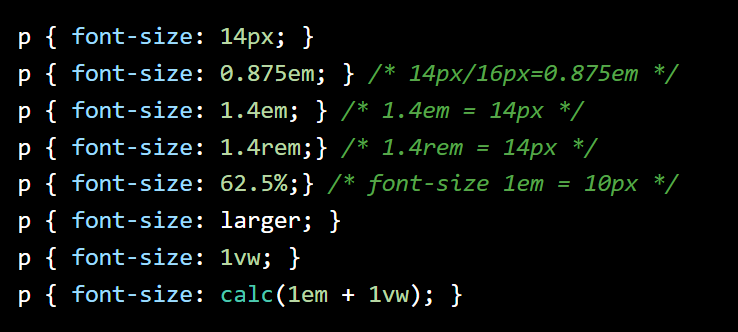 p { font-size: 14px; }
p { font-size: 0.875em; } /* 14px/16px=0.875em */
p { font-size: 1.4em; } /* 1.4em = 14px */
p { font-size: 1.4rem;} /* 1.4rem = 14px */
p { font-size: 62.5%;} /* font-size 1em = 10px */
p { font-size: larger; }
p { font-size: 1vw; }
p { font-size: calc(1em + 1vw); }